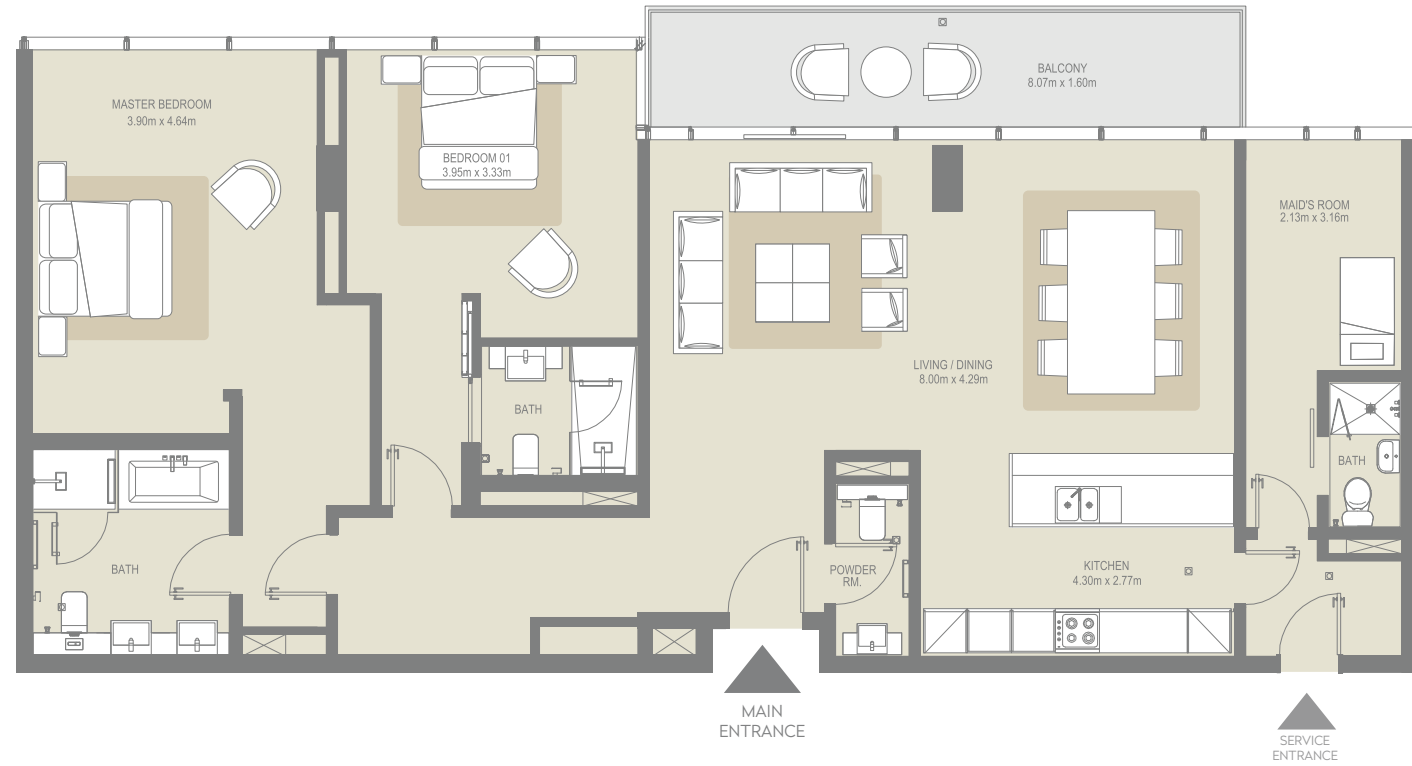 BALCONY
8.07m x 1.60m
MASTER BEDROOM
3.90m x 4.64m
BEDROOM 01
3.95m x 3.33m
MAID'S ROOM
2.13m x 3.16m
LIVING / DINING
8.00m x 4.29m
BATH
BATH
BATH
POWDER
RM.
KITCHEN
4.30m x 2.77m
MAIN
ENTRANCE
SERVICE
ENTRANCE